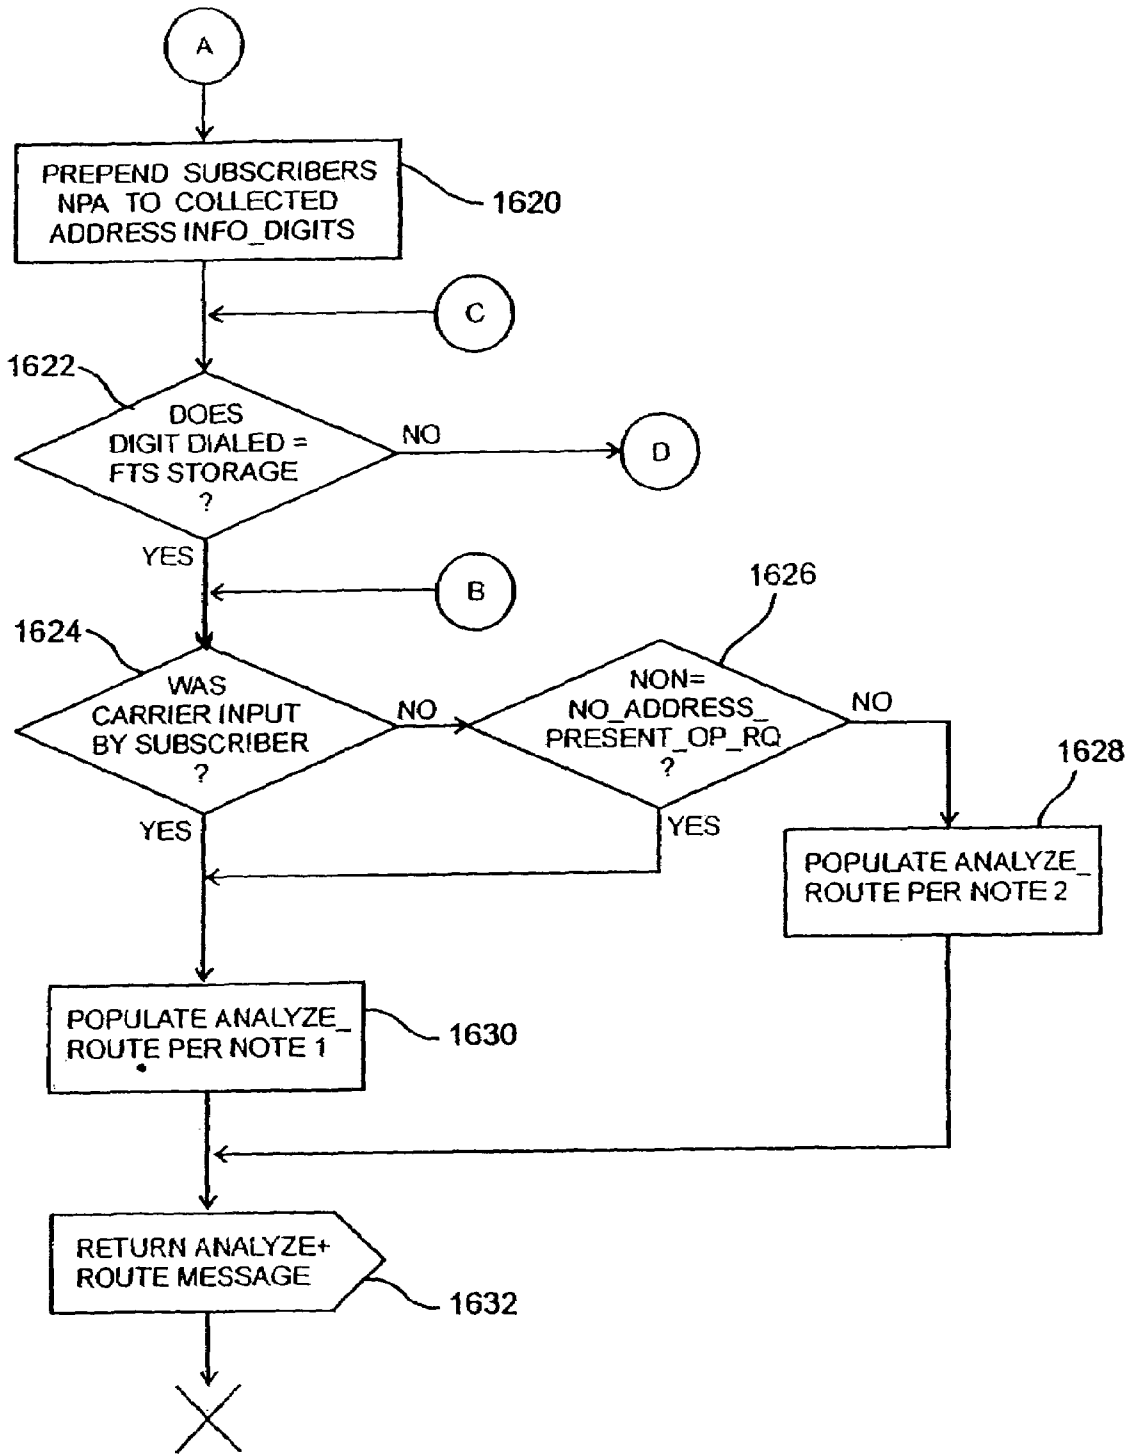 A
PREPEND SUBSCRIBERS
NPA TO COLLECTED
ADDRESS INFO_DIGITS
1620
C
1622
DOES
DIGIT DIALED =
FTS STORAGE
?
NO
D
YES
B
1626
1624
WAS
CARRIER INPUT
BY SUBSCRIBER
?
NO
NON=
NO_ADDRESS_
PRESENT_OP_RQ
?
NO
1628
YES
YES
POPULATE ANALYZE_
ROUTE PER NOTE 2
POPULATE ANALYZE_
ROUTE PER NOTE 1
1630
RETURN ANALYZE+
ROUTE MESSAGE
1632